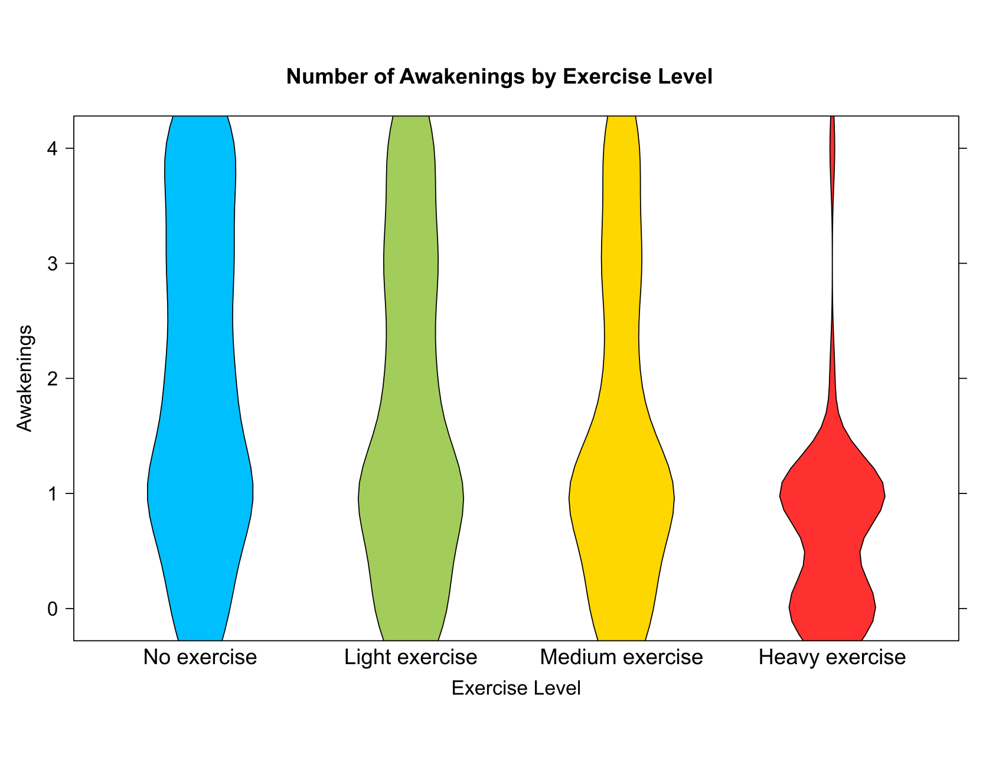 Number of Awakenings by Exercise Level
Awakenings
4
3
2
1
0
No exercise Light exercise Medium exercise Heavy exercise
Exercise Level